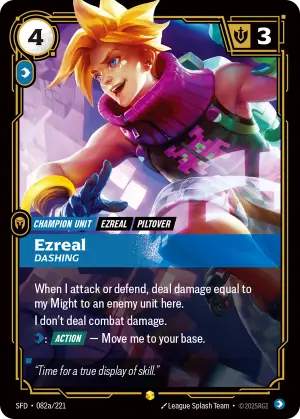 4
3
CHAMPION UNIT EZREAL PILTOVER
Ezreal
DASHING
When I attack or defend, deal damage equal to
my Might to an enemy unit here.
I don't deal combat damage.
: ACTION — Move me to your base.
"Time for a true display of skill."
SFD • 082a/221 League Splash Team • ©2025RGI